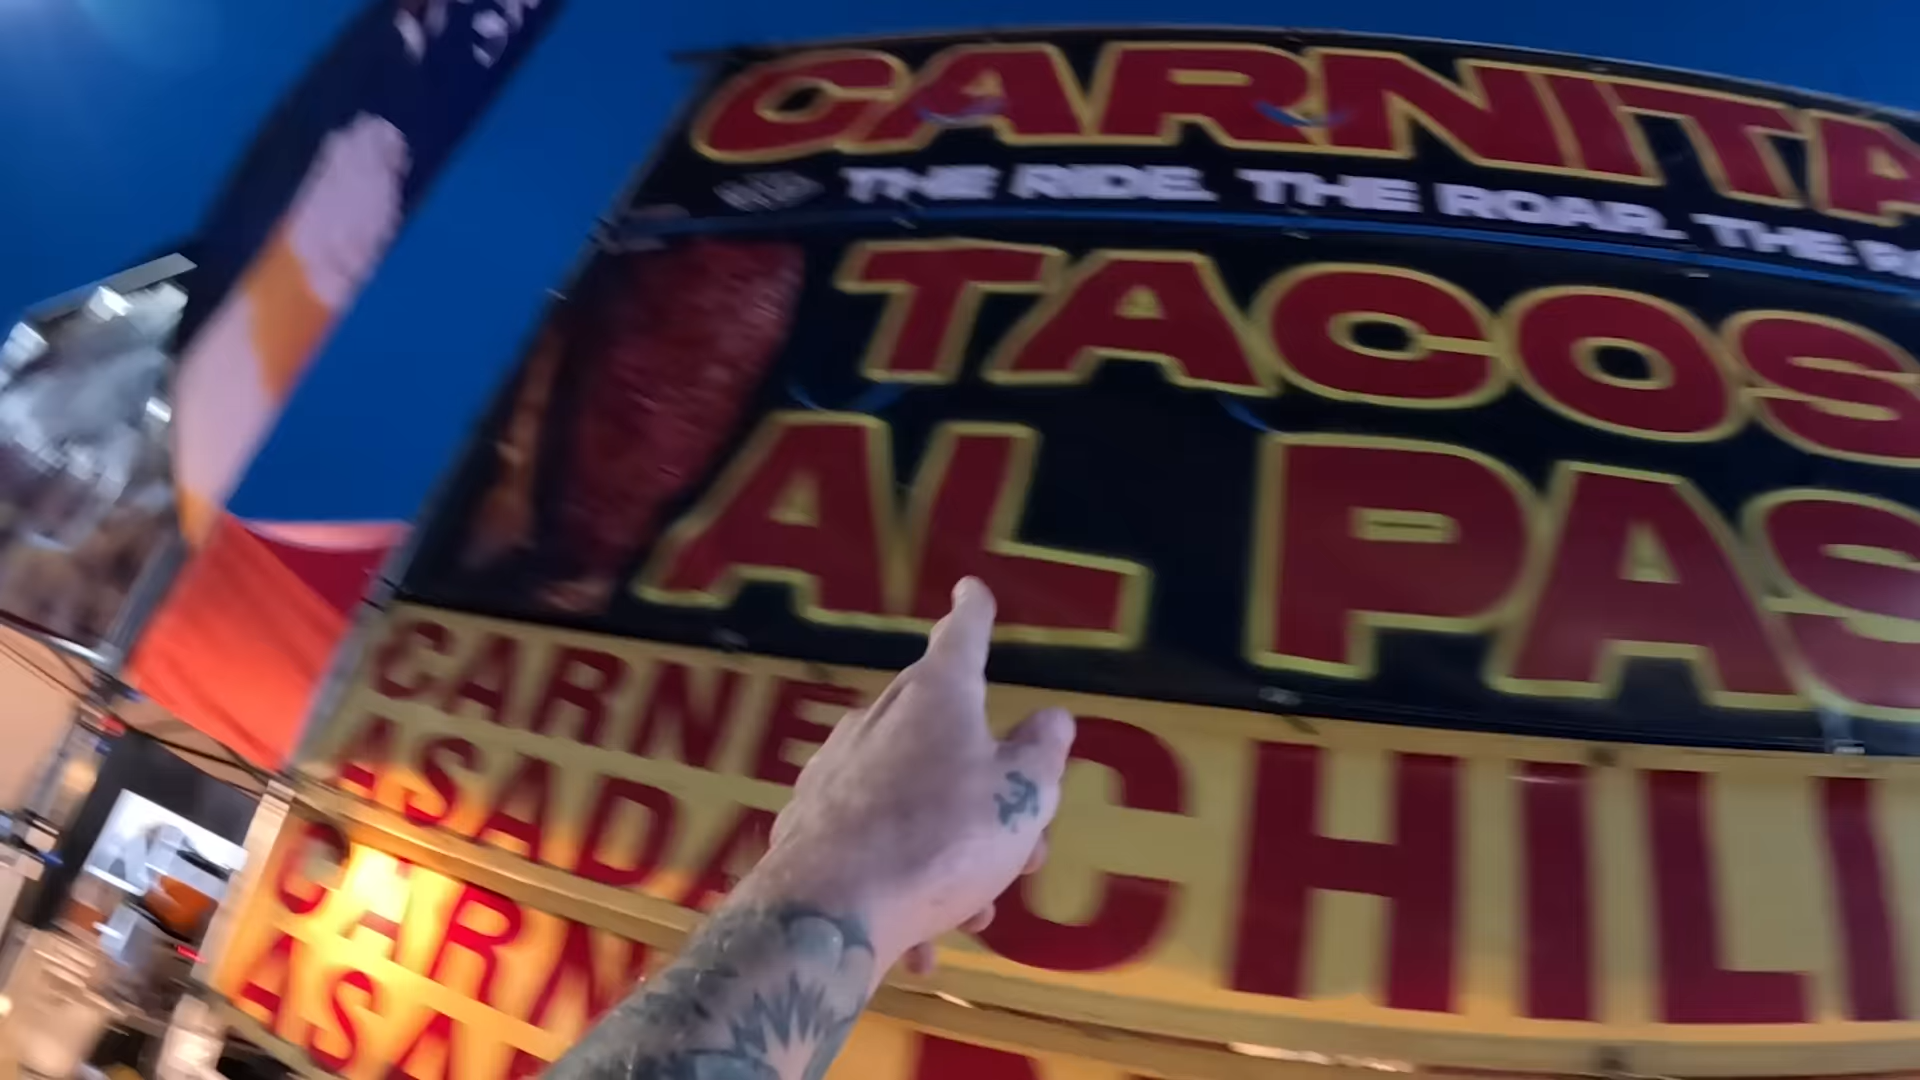 CARNITA
THE RIDE. THE ROAR. THE
TACOS
AL PAS
CARNE
ASADA
CHILI
CARN
ASA